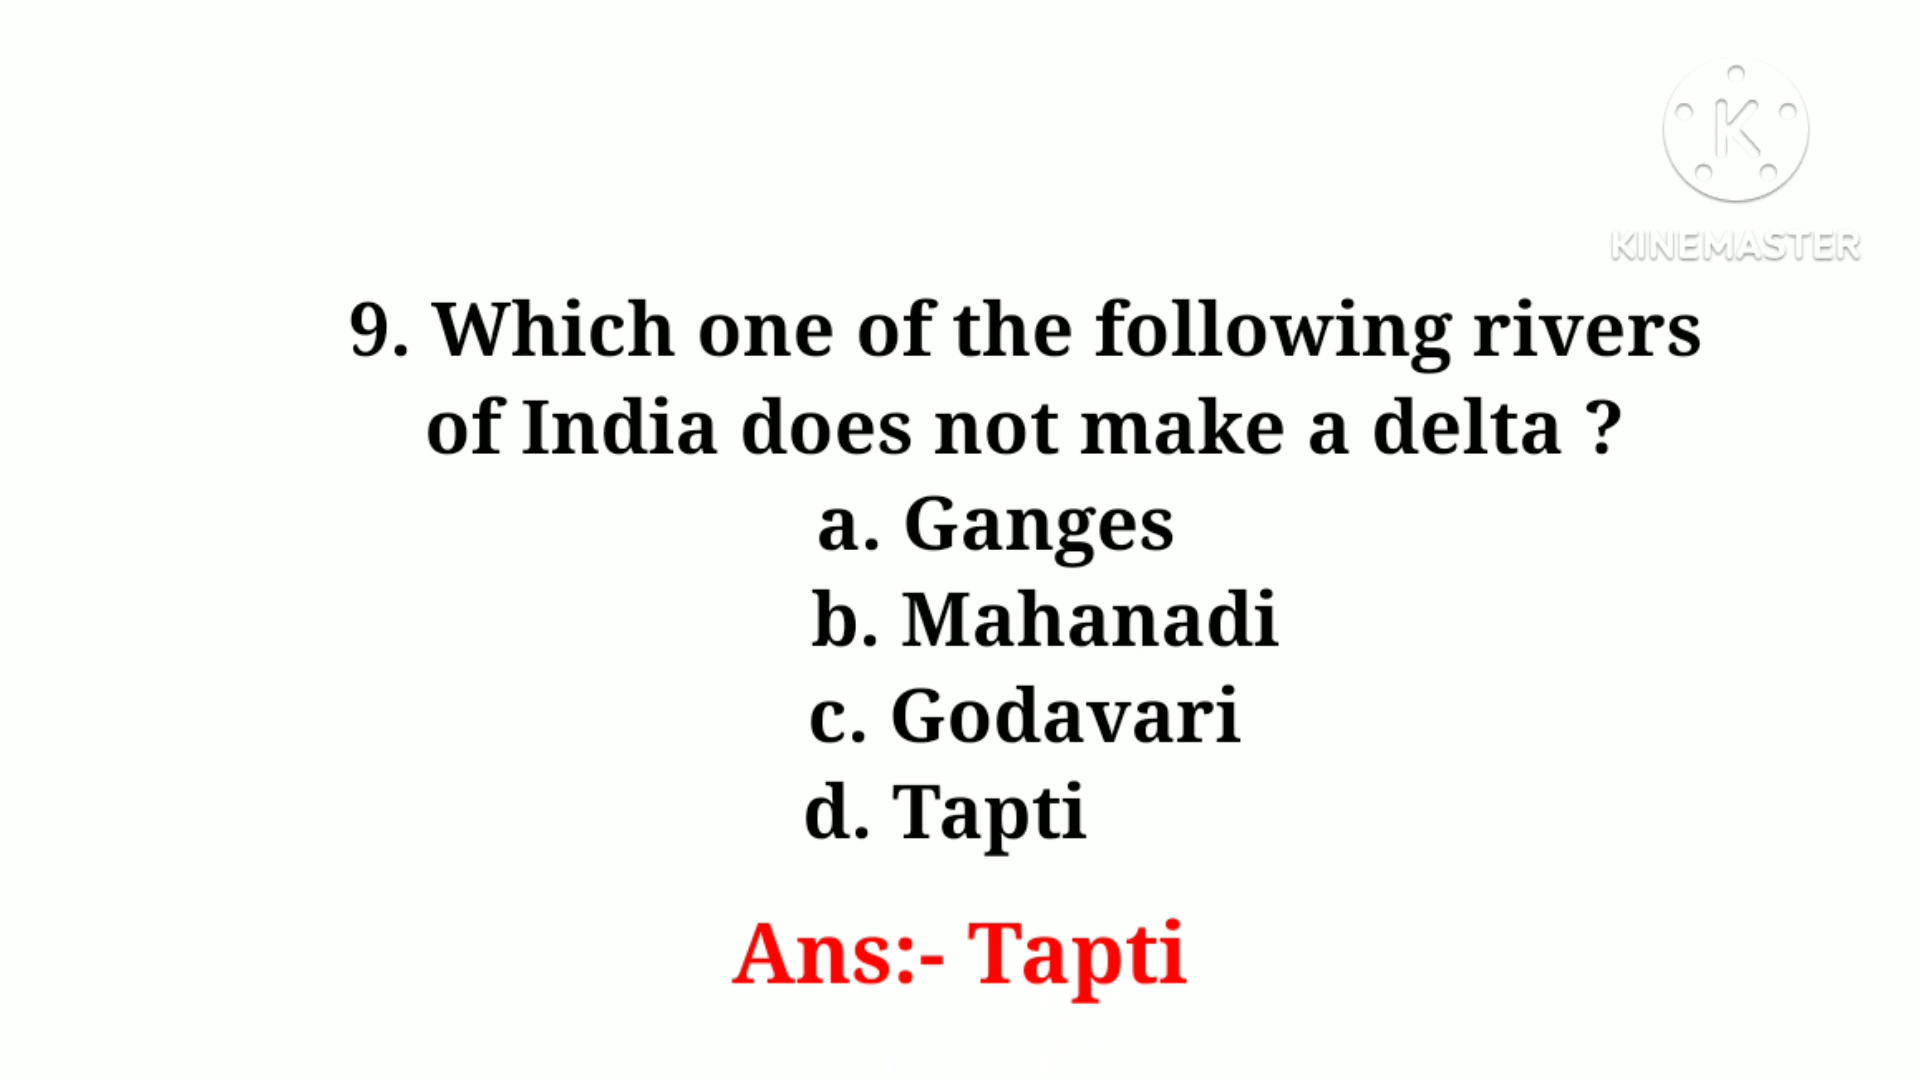 K
KINEMASTER
9. Which one of the following rivers
of India does not make a delta ?
a. Ganges
b. Mahanadi
c. Godavari
d. Tapti
Ans:- Tapti